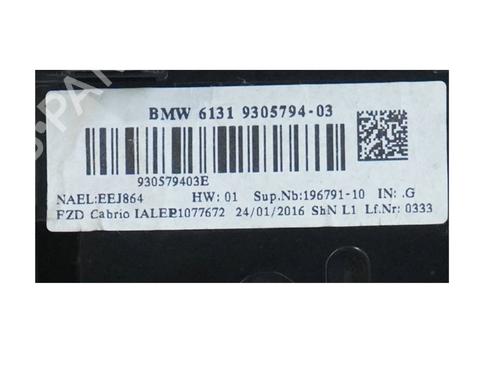 BMW 6131 9305794-03
930579403E
NAEL:EEJ864 HW: 01 Sup.Nb:196791-10 IN: .G
FZD Cabrio IALEP1077672 24/01/2016 ShN L1 Lf.Nr: 0333